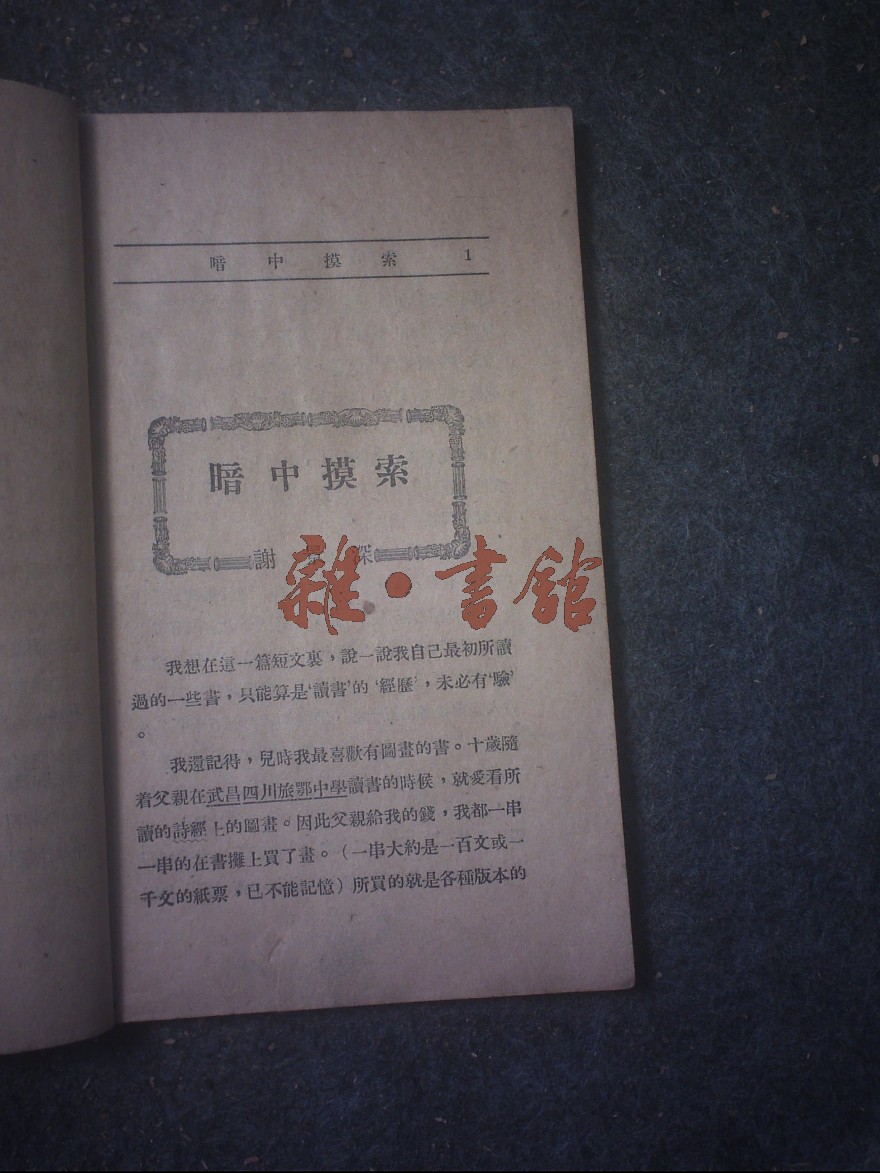 暗中摸索 1
暗中摸索
謝 深
雜·書館
我想在這一篇短文裏，說一說我自己最初所讀
過的一些書，只能算是‘讀書’的‘經歷’，未必有‘驗’
。
我還記得，兒時我最喜歡有圖畫的書。十歲隨
着父親在武昌四川旅鄂中學讀書的時候，就愛看所
讀的詩經上的圖畫。因此父親給我的錢，我都一串
一串的在書攤上買了畫。（一串大約是一百文或一
千文的紙票，已不能記憶）所買的就是各種版本的